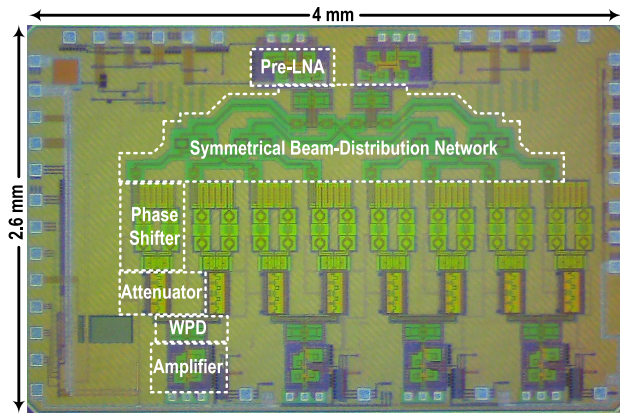 4 mm
2.6 mm
Pre-LNA
Symmetrical Beam-Distribution Network
Phase
Shifter
Attenuator
WPD
Amplifier